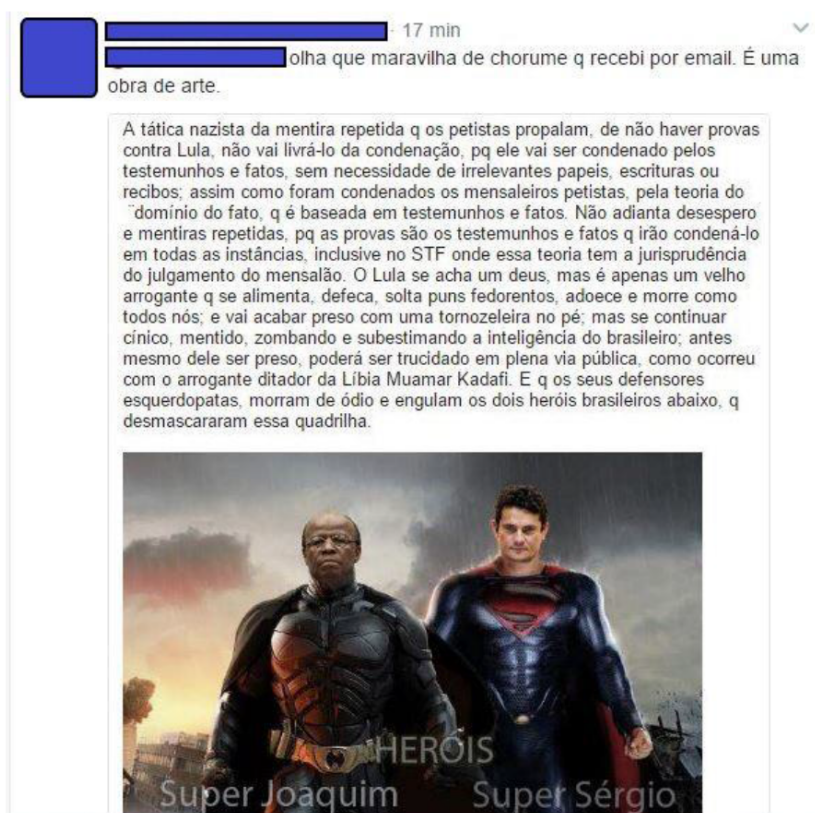 17 min
olha que maravilha de chorume q recebi por email. É uma
obra de arte.
A tática nazista da mentira repetida q os petistas propalam, de não haver provas
contra Lula, não vai livrá-lo da condenação, pq ele vai ser condenado pelos
testemunhos e fatos, sem necessidade de irrelevantes papeis, escrituras ou
recibos; assim como foram condenados os mensaleiros petistas, pela teoria do
¨domínio do fato, q é baseada em testemunhos e fatos. Não adianta desespero
e mentiras repetidas, pq as provas são os testemunhos e fatos q irão condená-lo
em todas as instâncias, inclusive no STF onde essa teoria tem a jurisprudência
do julgamento do mensalão. O Lula se acha um deus, mas é apenas um velho
arrogante q se alimenta, defeca, solta puns fedorentos, adoece e morre como
todos nós; e vai acabar preso com uma tornozeleira no pé; mas se continuar
cínico, mentido, zombando e subestimando a inteligência do brasileiro; antes
mesmo dele ser preso, poderá ser trucidado em plena via pública, como ocorreu
com o arrogante ditador da Líbia Muamar Kadafi. E q os seus defensores
esquerdopatas, morram de ódio e engulam os dois heróis brasileiros abaixo, q
desmascararam essa quadrilha.
HERÓIS
Super Joaquim Super Sérgio